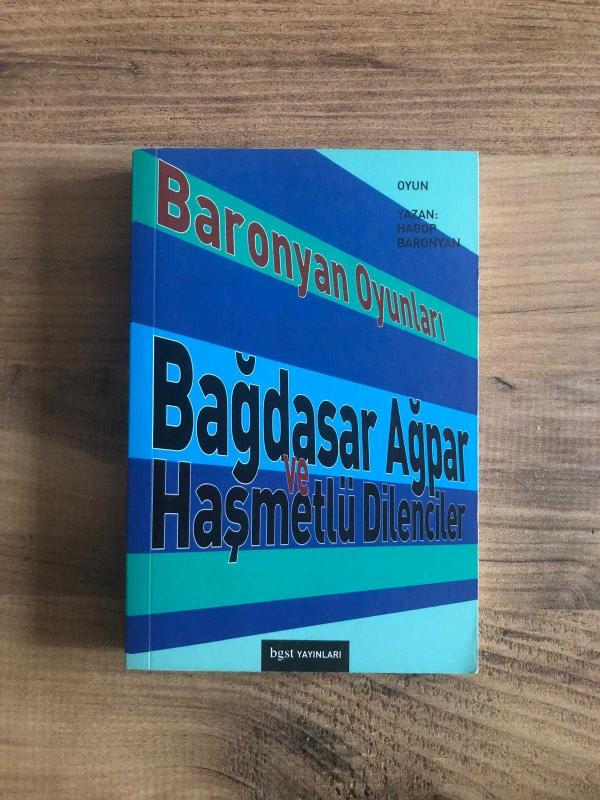 OYUN
YAZAN:
HAGOP
BARONYAN
Baronyan Oyunları
Bağdasar Ağpar
ve
Haşmetlü Dilenciler
bgst YAYINLARI